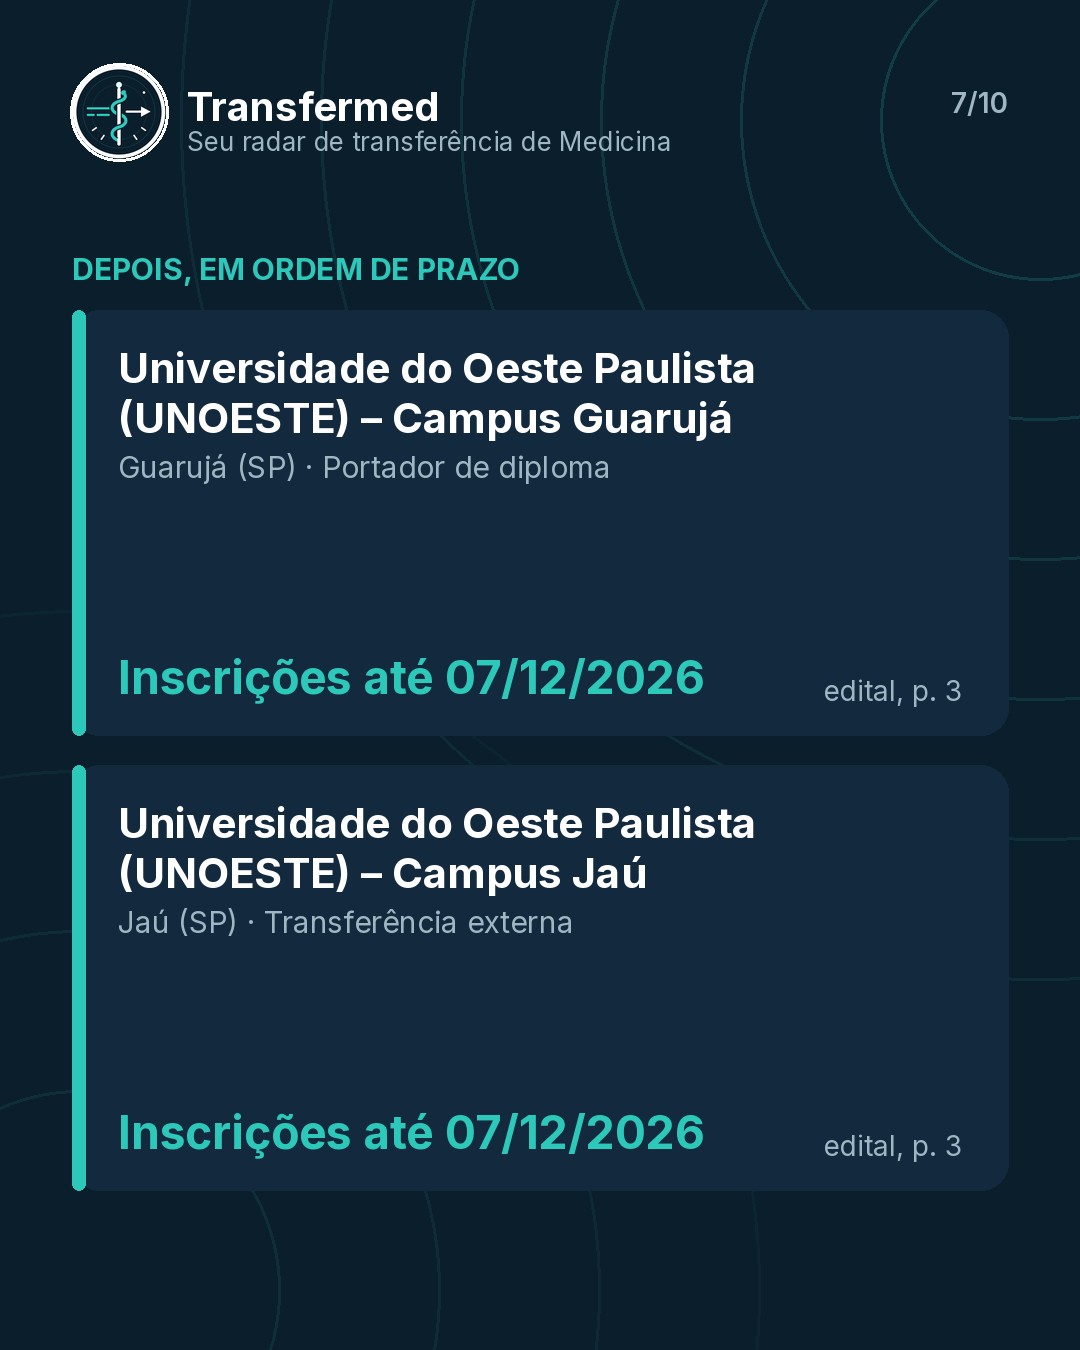 Transfermed
Seu radar de transferência de Medicina
7/10
DEPOIS, EM ORDEM DE PRAZO
Universidade do Oeste Paulista
(UNOESTE) – Campus Guarujá
Guarujá (SP) · Portador de diploma
Inscrições até 07/12/2026
edital, p. 3
Universidade do Oeste Paulista
(UNOESTE) – Campus Jaú
Jaú (SP) · Transferência externa
Inscrições até 07/12/2026
edital, p. 3